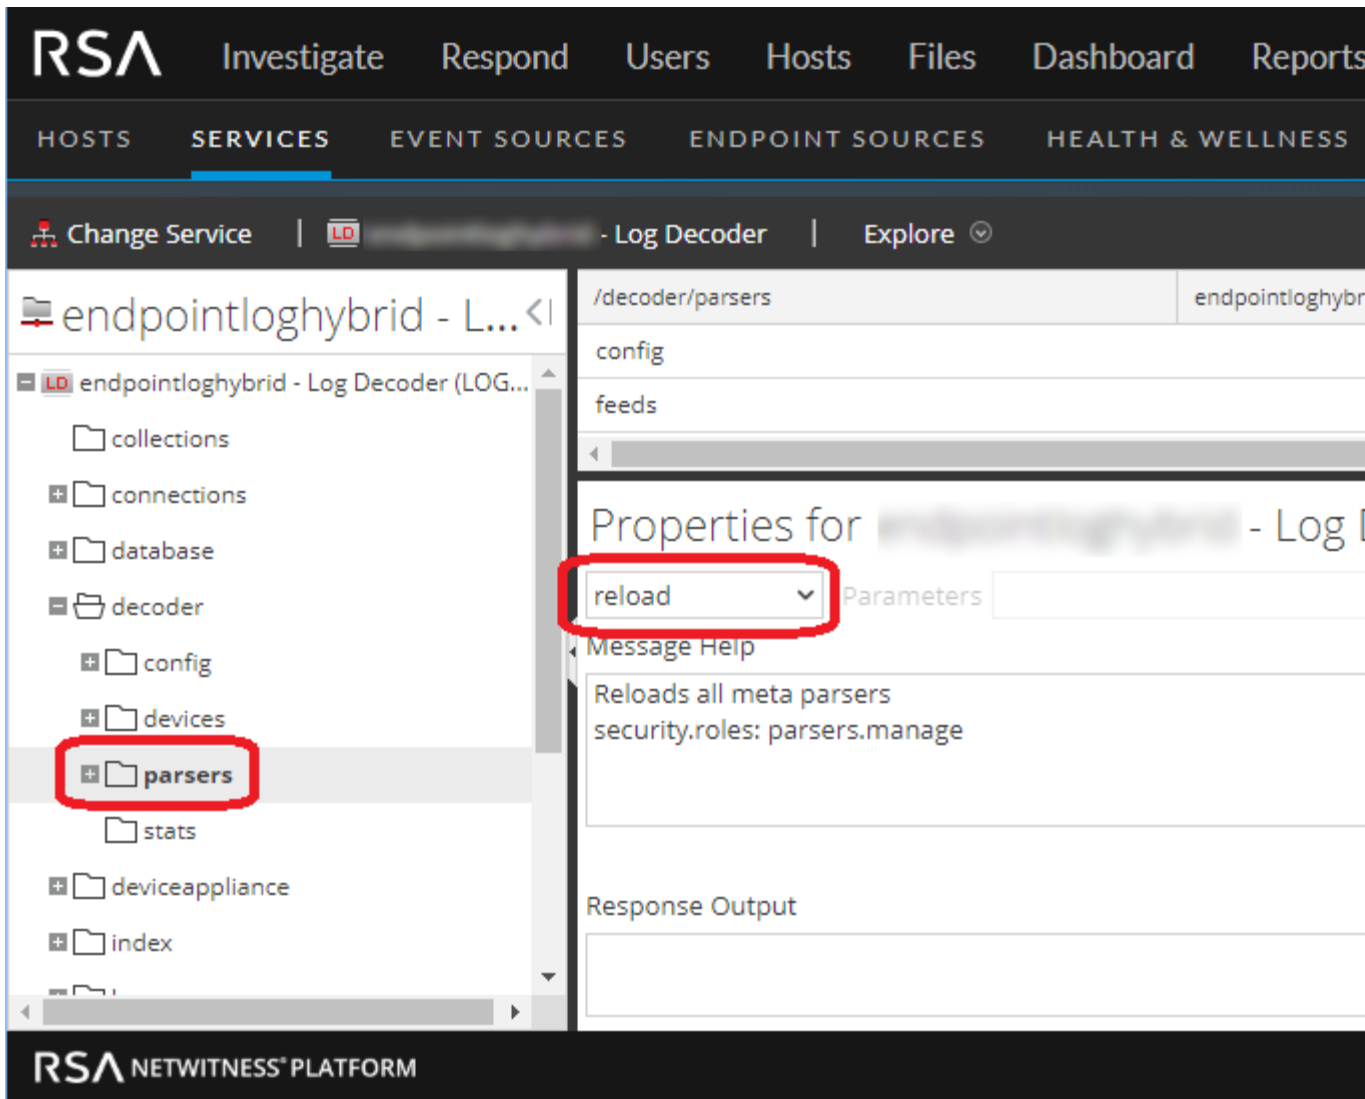 RSA Investigate Respond Users Hosts Files Dashboard Reports
HOSTS SERVICES EVENT SOURCES ENDPOINT SOURCES HEALTH & WELLNESS
Change Service | LD - Log Decoder | Explore
endpointloghybrid - L...
/decoder/parsers endpointloghybr
config
feeds
LD endpointloghybrid - Log Decoder (LOG...
collections
connections
database
decoder
config
devices
parsers
stats
deviceappliance
index
Properties for - Log D
reload Parameters
Message Help
Reloads all meta parsers
security.roles: parsers.manage
Response Output
RSA NETWITNESS® PLATFORM